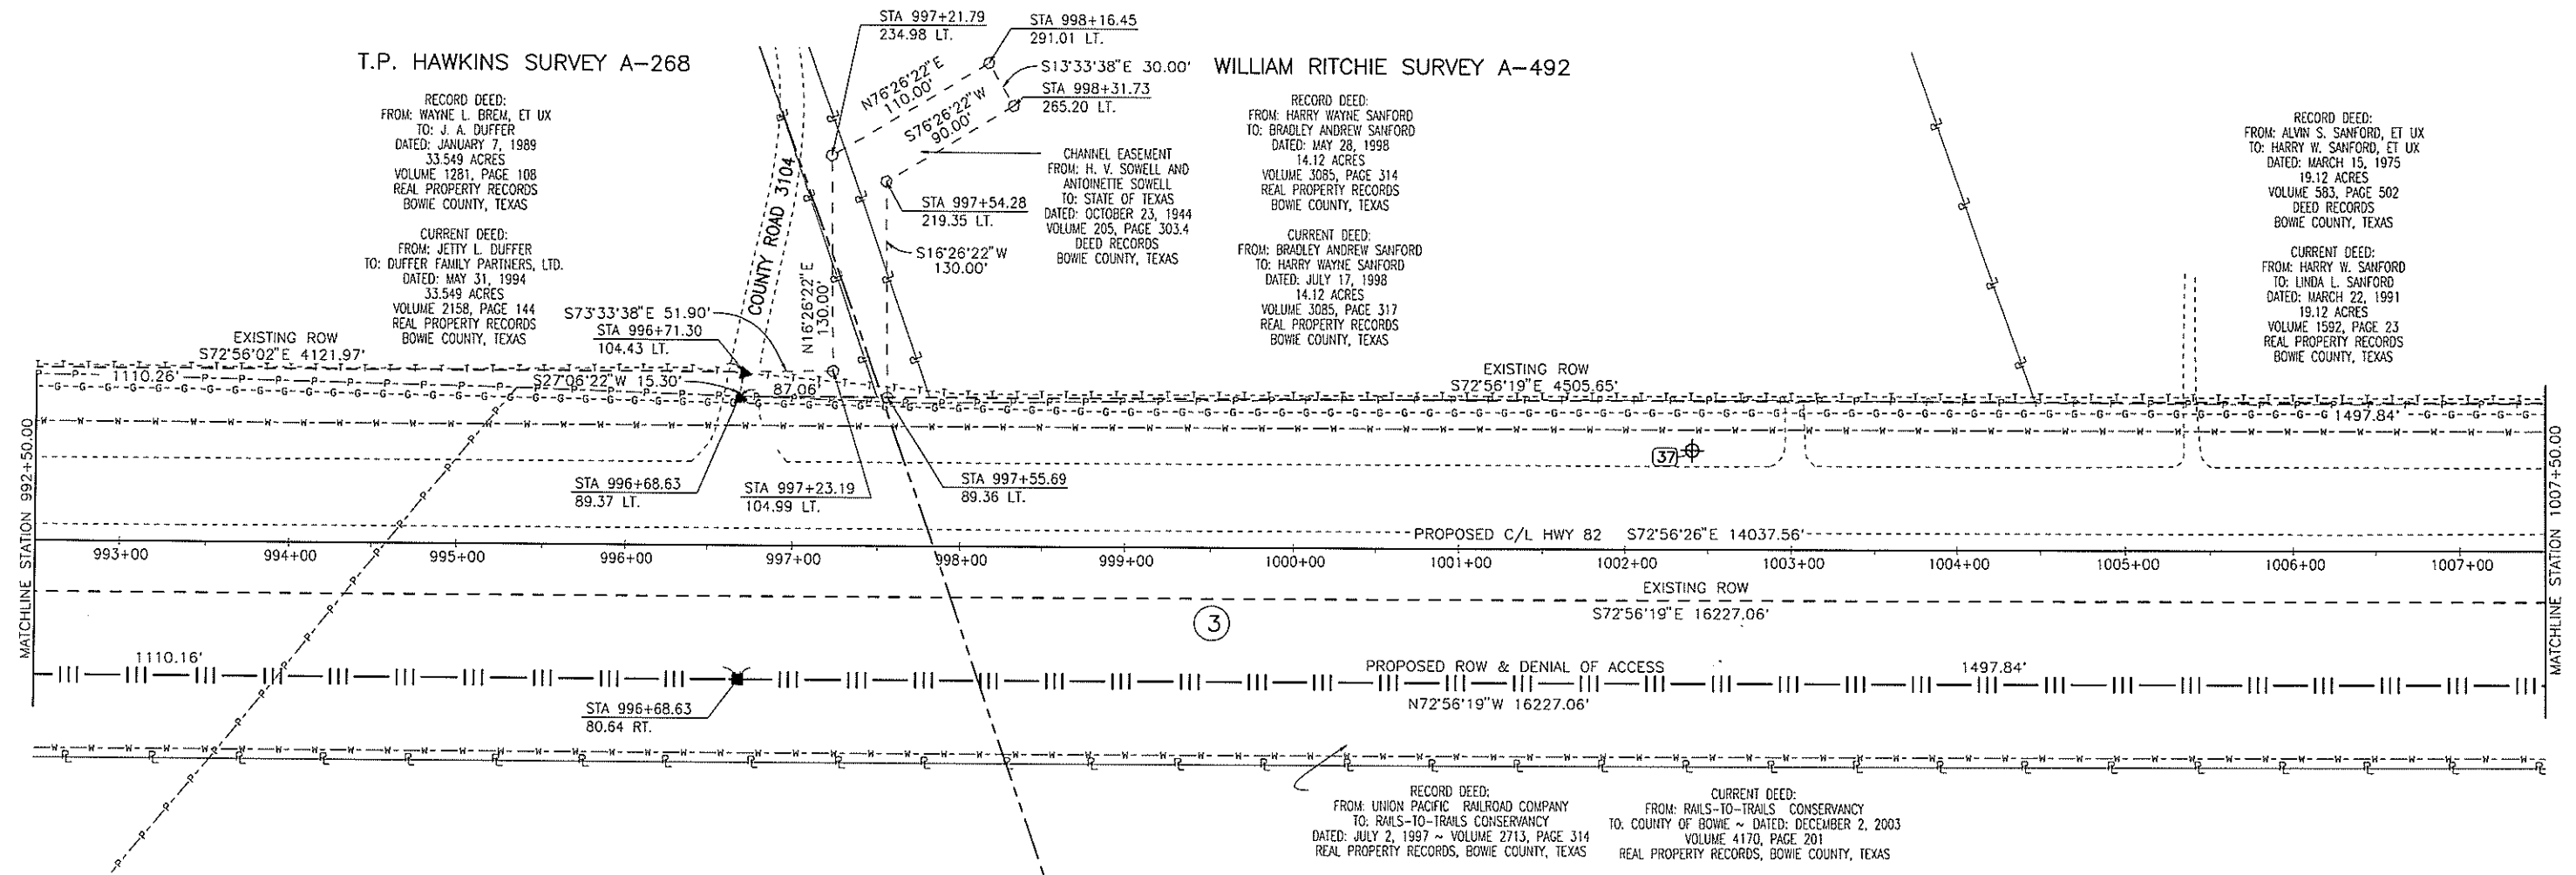 T.P. HAWKINS SURVEY A-268
RECORD DEED:
FROM: WAYNE L. BREM, ET UX
TO: J. A. DUFFER
DATED: JANUARY 7, 1989
33.549 ACRES
VOLUME 1281, PAGE 108
REAL PROPERTY RECORDS
BOWIE COUNTY, TEXAS
CURRENT DEED:
FROM: JETTY L. DUFFER
TO: DUFFER FAMILY PARTNERS, LTD.
DATED: MAY 31, 1994
33.549 ACRES
VOLUME 2158, PAGE 144
REAL PROPERTY RECORDS
BOWIE COUNTY, TEXAS
STA 997+21.79
234.98 LT.
STA 998+16.45
291.01 LT.
N76°26'22"E
110.00'
S13°33'38"E 30.00'
STA 998+31.73
265.20 LT.
S76°26'22"W
90.00'
CHANNEL EASEMENT
FROM: H. V. SOWELL AND
ANTOINETTE SOWELL
TO: STATE OF TEXAS
DATED: OCTOBER 23, 1944
VOLUME 205, PAGE 303.4
DEED RECORDS
BOWIE COUNTY, TEXAS
STA 997+54.28
219.35 LT.
S16°26'22"W
130.00'
COUNTY ROAD 3104
N16°26'22"E
130.00'
WILLIAM RITCHIE SURVEY A-492
RECORD DEED:
FROM: HARRY WAYNE SANFORD
TO: BRADLEY ANDREW SANFORD
DATED: MAY 28, 1998
14.12 ACRES
VOLUME 3085, PAGE 314
REAL PROPERTY RECORDS
BOWIE COUNTY, TEXAS
CURRENT DEED:
FROM: BRADLEY ANDREW SANFORD
TO: HARRY WAYNE SANFORD
DATED: JULY 17, 1998
14.12 ACRES
VOLUME 3085, PAGE 317
REAL PROPERTY RECORDS
BOWIE COUNTY, TEXAS
RECORD DEED:
FROM: ALVIN S. SANFORD, ET UX
TO: HARRY W. SANFORD, ET UX
DATED: MARCH 15, 1975
19.12 ACRES
VOLUME 583, PAGE 502
DEED RECORDS
BOWIE COUNTY, TEXAS
CURRENT DEED:
FROM: HARRY W. SANFORD
TO: LINDA L. SANFORD
DATED: MARCH 22, 1991
19.12 ACRES
VOLUME 1592, PAGE 23
REAL PROPERTY RECORDS
BOWIE COUNTY, TEXAS
S73°33'38"E 51.90'
STA 996+71.30
104.43 LT.
EXISTING ROW
S72°56'02"E 4121.97'
1110.26'
S27°06'22"W 15.30'
87.06'
EXISTING ROW
S72°56'19"E 4505.65'
1497.84'
37
STA 996+68.63
89.37 LT.
STA 997+23.19
104.99 LT.
STA 997+55.69
89.36 LT.
MATCHLINE STATION 992+50.00
MATCHLINE STATION 1007+50.00
PROPOSED C/L HWY 82 S72°56'26"E 14037.56'
993+00 994+00 995+00 996+00 997+00 998+00 999+00 1000+00 1001+00 1002+00 1003+00 1004+00 1005+00 1006+00 1007+00
EXISTING ROW
S72°56'19"E 16227.06'
3
1110.16'
PROPOSED ROW & DENIAL OF ACCESS
1497.84'
N72°56'19"W 16227.06'
STA 996+68.63
80.64 RT.
RECORD DEED:
FROM: UNION PACIFIC RAILROAD COMPANY
TO: RAILS-TO-TRAILS CONSERVANCY
DATED: JULY 2, 1997 ~ VOLUME 2713, PAGE 314
REAL PROPERTY RECORDS, BOWIE COUNTY, TEXAS
CURRENT DEED:
FROM: RAILS-TO-TRAILS CONSERVANCY
TO: COUNTY OF BOWIE ~ DATED: DECEMBER 2, 2003
VOLUME 4170, PAGE 201
REAL PROPERTY RECORDS, BOWIE COUNTY, TEXAS